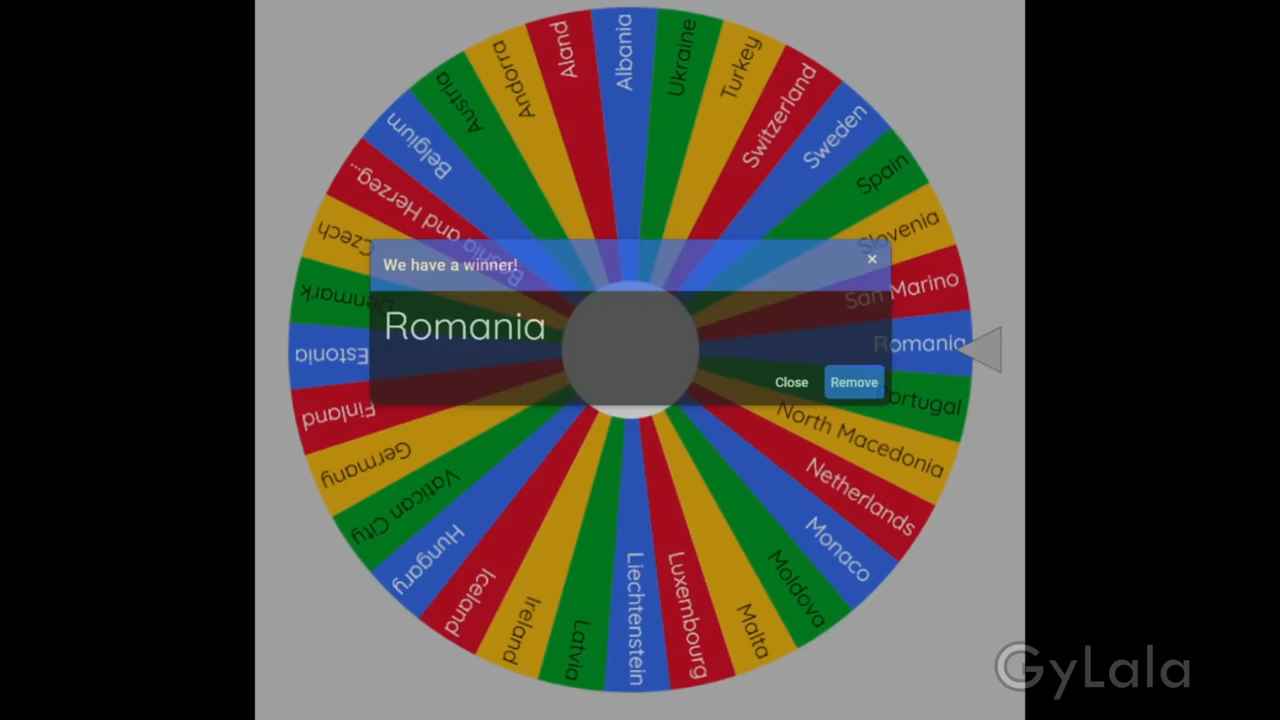 Albania
Ukraine
Turkey
Switzerland
Sweden
Spain
Slovenia
San Marino
Romania
Portugal
North Macedonia
Netherlands
Monaco
Moldova
Malta
Luxembourg
Liechtenstein
Latvia
Ireland
Iceland
Hungary
Vatican City
Germany
Finland
Estonia
Denmark
Czech
Bosnia and Herzeg...
Belgium
Austria
Andorra
Aland
We have a winner!
×
Romania
Close
Remove
GyLala